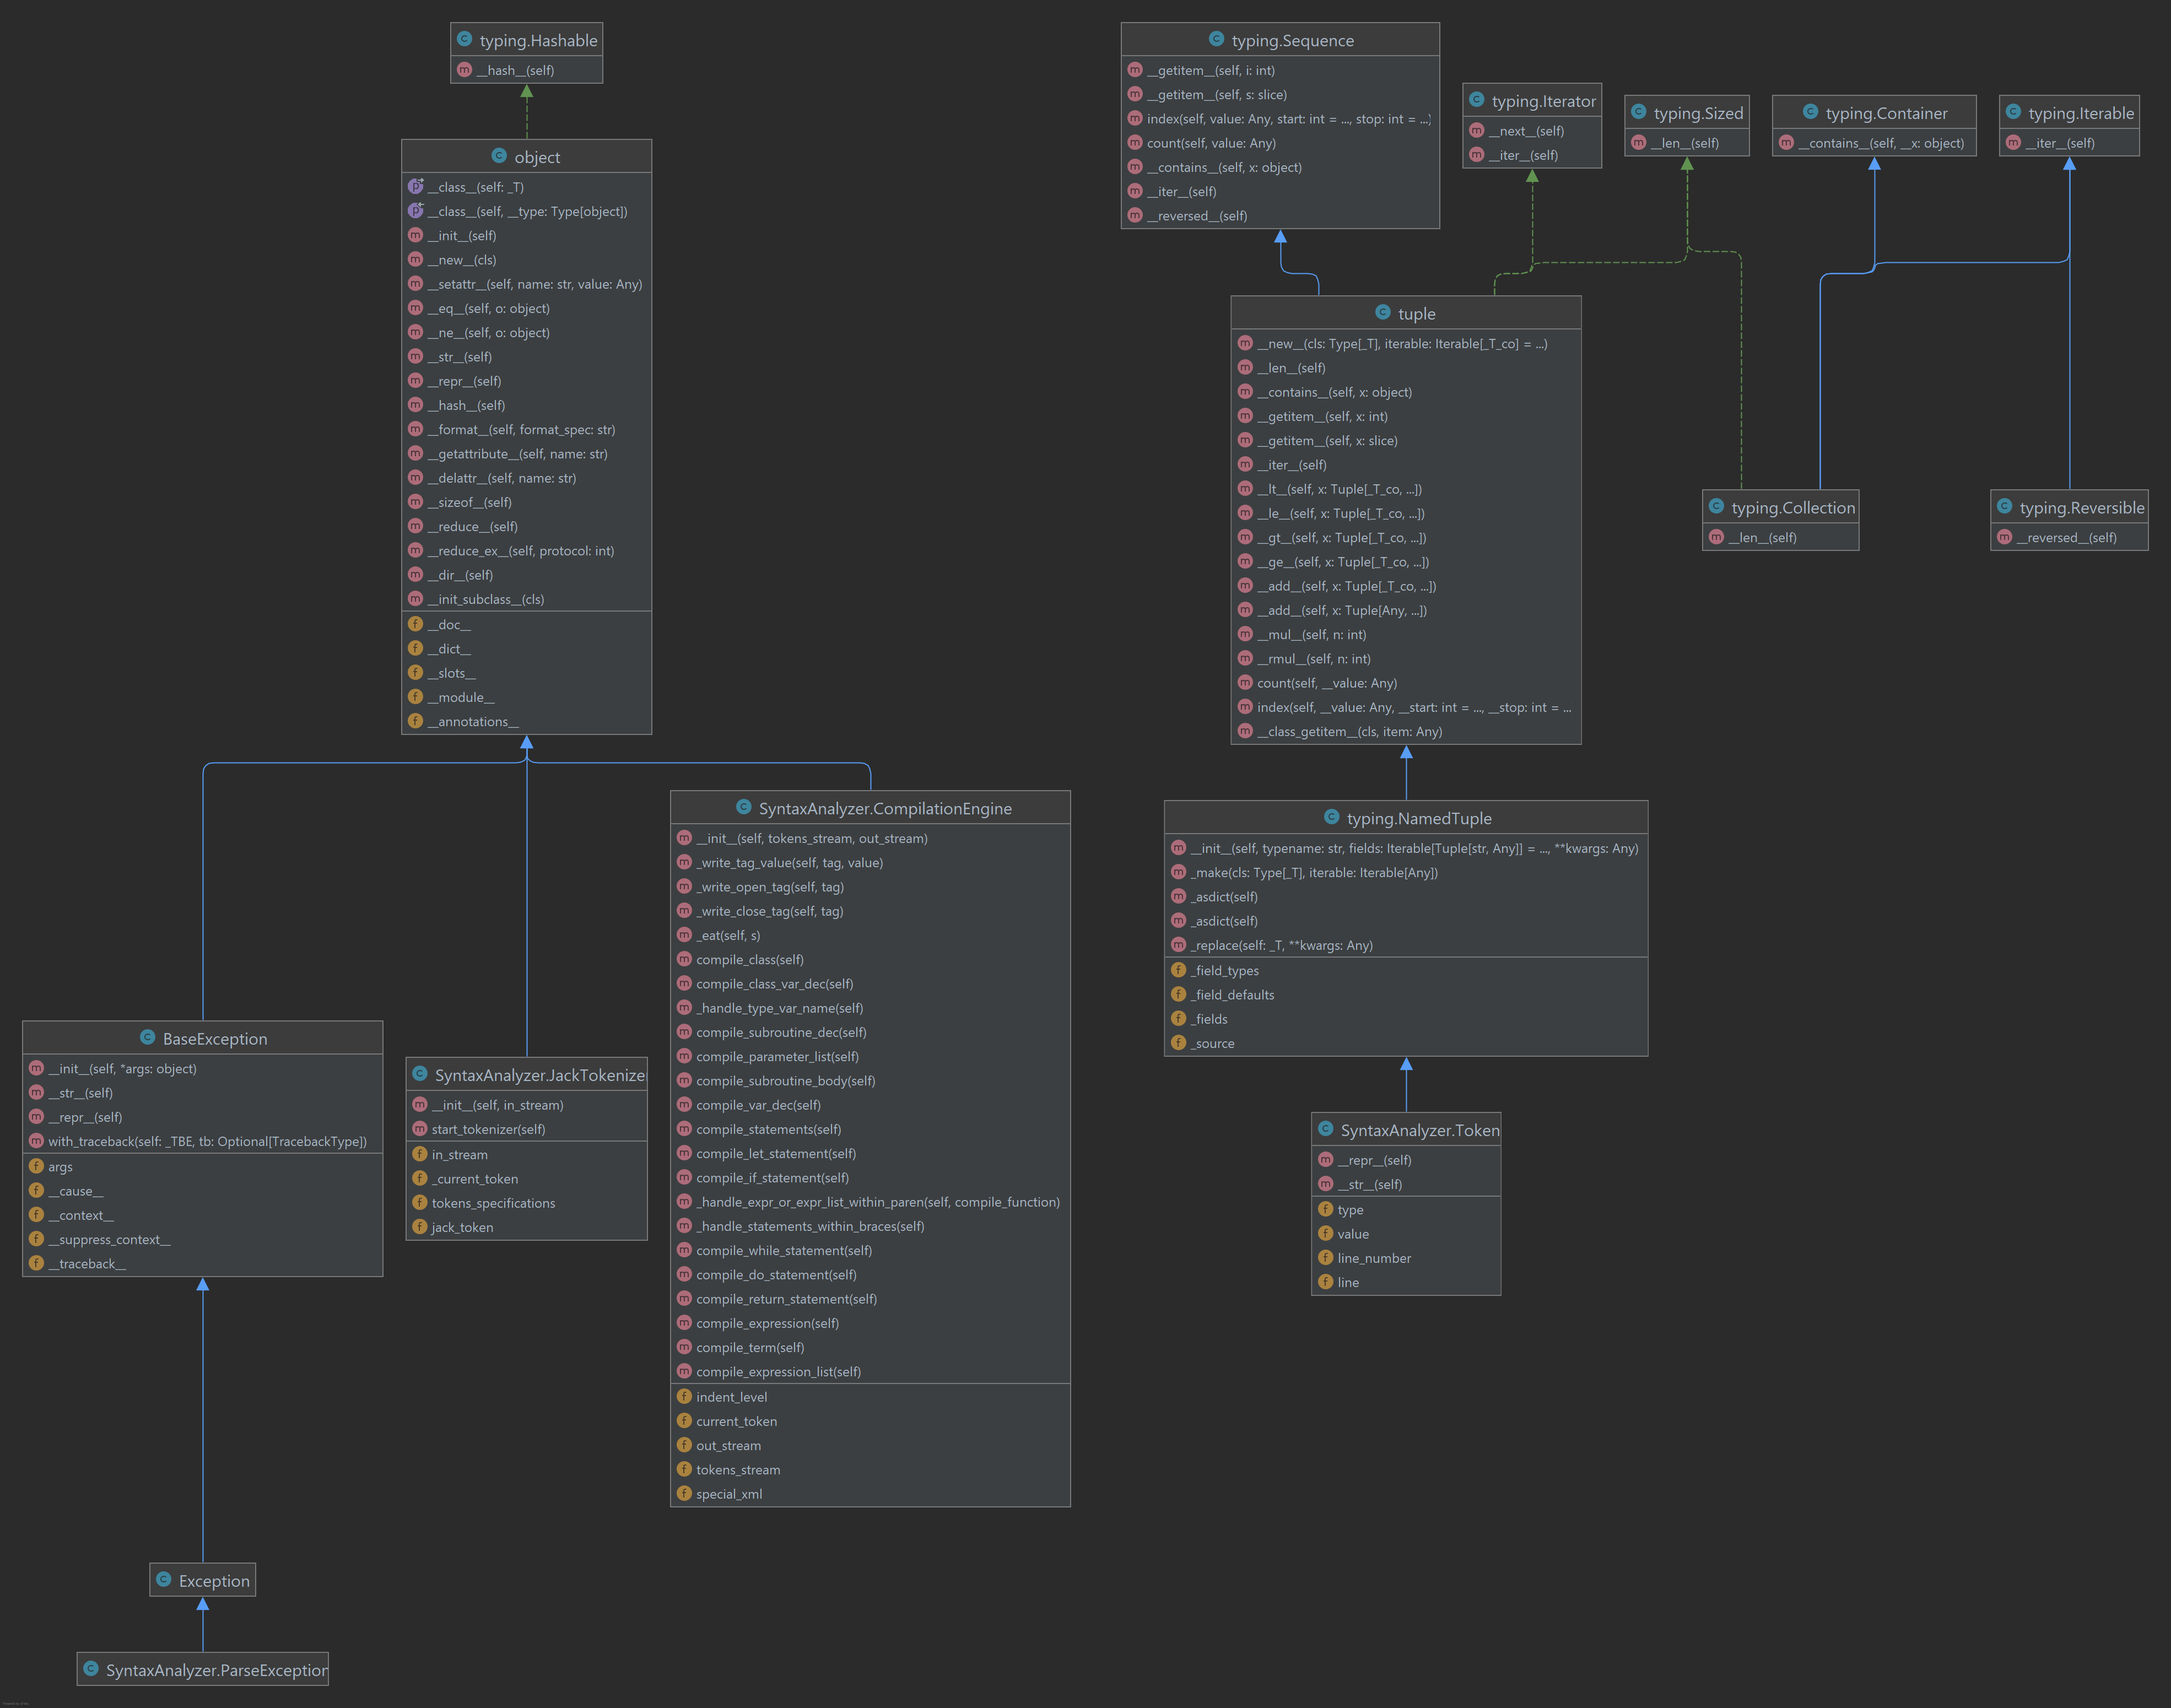 typing.Hashable
__hash__(self)
object
__class__(self: _T)
__class__(self, __type: Type[object])
__init__(self)
__new__(cls)
__setattr__(self, name: str, value: Any)
__eq__(self, o: object)
__ne__(self, o: object)
__str__(self)
__repr__(self)
__hash__(self)
__format__(self, format_spec: str)
__getattribute__(self, name: str)
__delattr__(self, name: str)
__sizeof__(self)
__reduce__(self)
__reduce_ex__(self, protocol: int)
__dir__(self)
__init_subclass__(cls)
__doc__
__dict__
__slots__
__module__
__annotations__
BaseException
__init__(self, *args: object)
__str__(self)
__repr__(self)
with_traceback(self: _TBE, tb: Optional[TracebackType])
args
__cause__
__context__
__suppress_context__
__traceback__
Exception
SyntaxAnalyzer.ParseException
SyntaxAnalyzer.JackTokenize
__init__(self, in_stream)
start_tokenizer(self)
in_stream
_current_token
tokens_specifications
jack_token
SyntaxAnalyzer.CompilationEngine
__init__(self, tokens_stream, out_stream)
_write_tag_value(self, tag, value)
_write_open_tag(self, tag)
_write_close_tag(self, tag)
_eat(self, s)
compile_class(self)
compile_class_var_dec(self)
_handle_type_var_name(self)
compile_subroutine_dec(self)
compile_parameter_list(self)
compile_subroutine_body(self)
compile_var_dec(self)
compile_statements(self)
compile_let_statement(self)
compile_if_statement(self)
_handle_expr_or_expr_list_within_paren(self, compile_function)
_handle_statements_within_braces(self)
compile_while_statement(self)
compile_do_statement(self)
compile_return_statement(self)
compile_expression(self)
compile_term(self)
compile_expression_list(self)
indent_level
current_token
out_stream
tokens_stream
special_xml
typing.Sequence
__getitem__(self, i: int)
__getitem__(self, s: slice)
index(self, value: Any, start: int = ..., stop: int = ...)
count(self, value: Any)
__contains__(self, x: object)
__iter__(self)
__reversed__(self)
typing.Iterator
__next__(self)
__iter__(self)
typing.Sized
__len__(self)
typing.Container
__contains__(self, __x: object)
typing.Iterable
__iter__(self)
tuple
__new__(cls: Type[_T], iterable: Iterable[_T_co] = ...)
__len__(self)
__contains__(self, x: object)
__getitem__(self, x: int)
__getitem__(self, x: slice)
__iter__(self)
__lt__(self, x: Tuple[_T_co, ...])
__le__(self, x: Tuple[_T_co, ...])
__gt__(self, x: Tuple[_T_co, ...])
__ge__(self, x: Tuple[_T_co, ...])
__add__(self, x: Tuple[_T_co, ...])
__add__(self, x: Tuple[Any, ...])
__mul__(self, n: int)
__rmul__(self, n: int)
count(self, __value: Any)
index(self, __value: Any, __start: int = ..., __stop: int = ...
__class_getitem__(cls, item: Any)
typing.Collection
__len__(self)
typing.Reversible
__reversed__(self)
typing.NamedTuple
__init__(self, typename: str, fields: Iterable[Tuple[str, Any]] = ..., **kwargs: Any)
_make(cls: Type[_T], iterable: Iterable[Any])
_asdict(self)
_asdict(self)
_replace(self: _T, **kwargs: Any)
_field_types
_field_defaults
_fields
_source
SyntaxAnalyzer.Token
__repr__(self)
__str__(self)
type
value
line_number
line